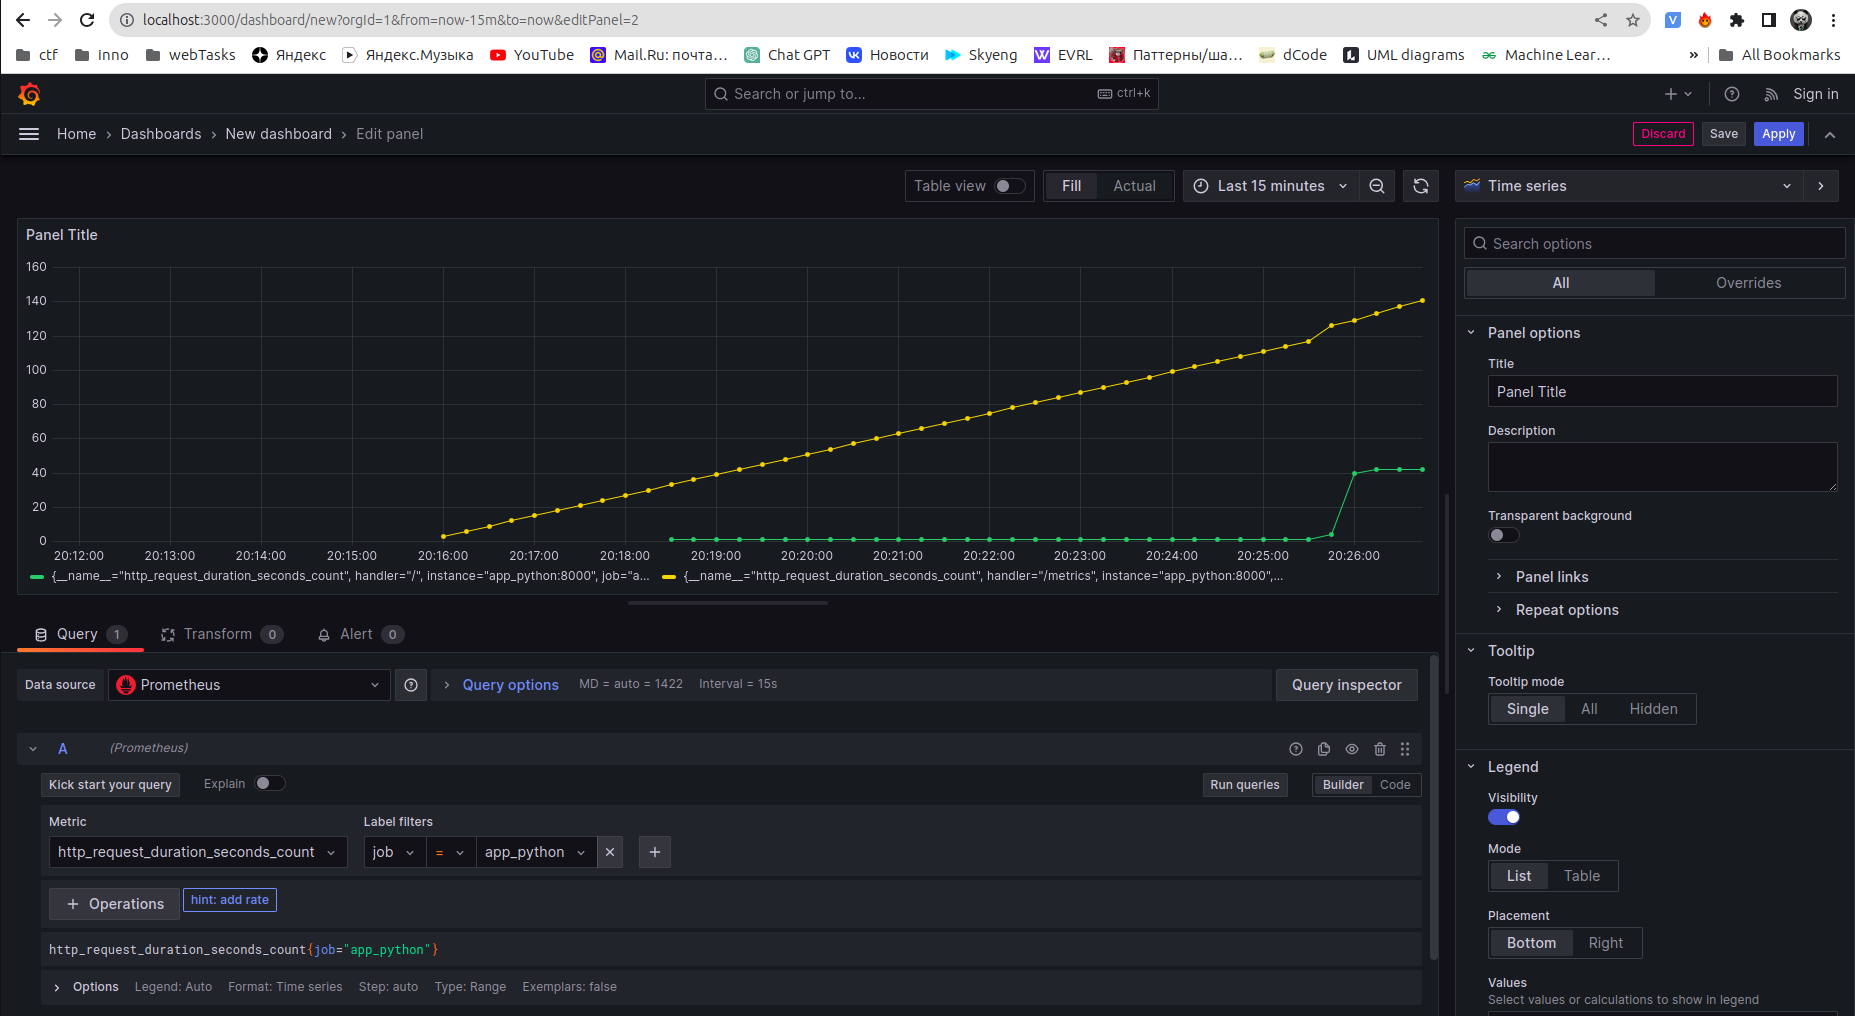 localhost:3000/dashboard/new?orgId=1&from=now-15m&to=now&editPanel=2
ctf inno webTasks Яндекс Яндекс.Музыка YouTube Mail.Ru: почта... Chat GPT Новости Skyeng EVRL Паттерны/ша... dCode UML diagrams Machine Lear... » All Bookmarks
Search or jump to... ctrl+k Sign in
Home › Dashboards › New dashboard › Edit panel Discard Save Apply
Table view Fill Actual Last 15 minutes Time series
Panel Title
160
140
120
100
80
60
40
20
0
20:12:00 20:13:00 20:14:00 20:15:00 20:16:00 20:17:00 20:18:00 20:19:00 20:20:00 20:21:00 20:22:00 20:23:00 20:24:00 20:25:00 20:26:00
{__name__="http_request_duration_seconds_count", handler="/", instance="app_python:8000", job="a... {__name__="http_request_duration_seconds_count", handler="/metrics", instance="app_python:8000",...
Query 1 Transform 0 Alert 0
Data source Prometheus Query options MD = auto = 1422 Interval = 15s Query inspector
A (Prometheus)
Kick start your query Explain Run queries Builder Code
Metric Label filters
http_request_duration_seconds_count job = app_python
+ Operations hint: add rate
http_request_duration_seconds_count{job="app_python"}
Options Legend: Auto Format: Time series Step: auto Type: Range Exemplars: false
Search options
All Overrides
Panel options
Title
Panel Title
Description
Transparent background
Panel links
Repeat options
Tooltip
Tooltip mode
Single All Hidden
Legend
Visibility
Mode
List Table
Placement
Bottom Right
Values
Select values or calculations to show in legend